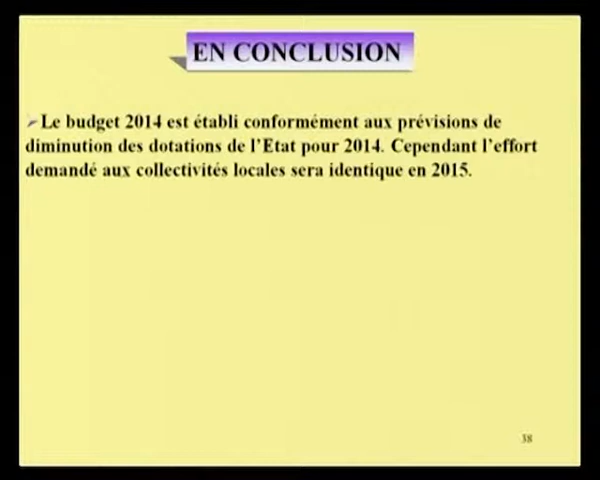 EN CONCLUSION
➢Le budget 2014 est établi conformément aux prévisions de
diminution des dotations de l'Etat pour 2014. Cependant l'effort
demandé aux collectivités locales sera identique en 2015.
38